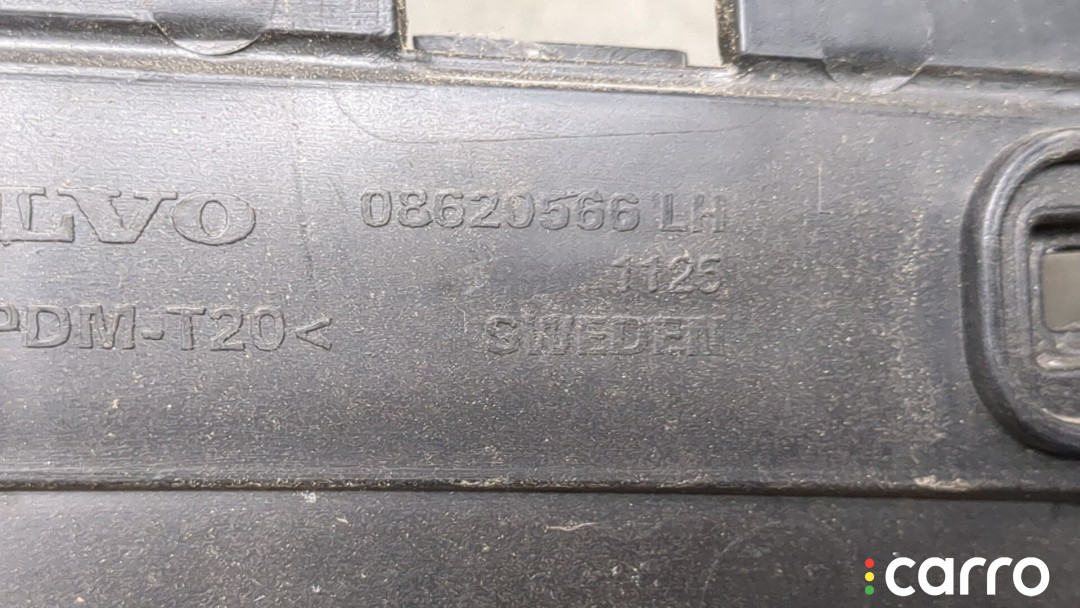 LVO
08620566 LH
1125
PDM-T20<
SWEDEN
carro